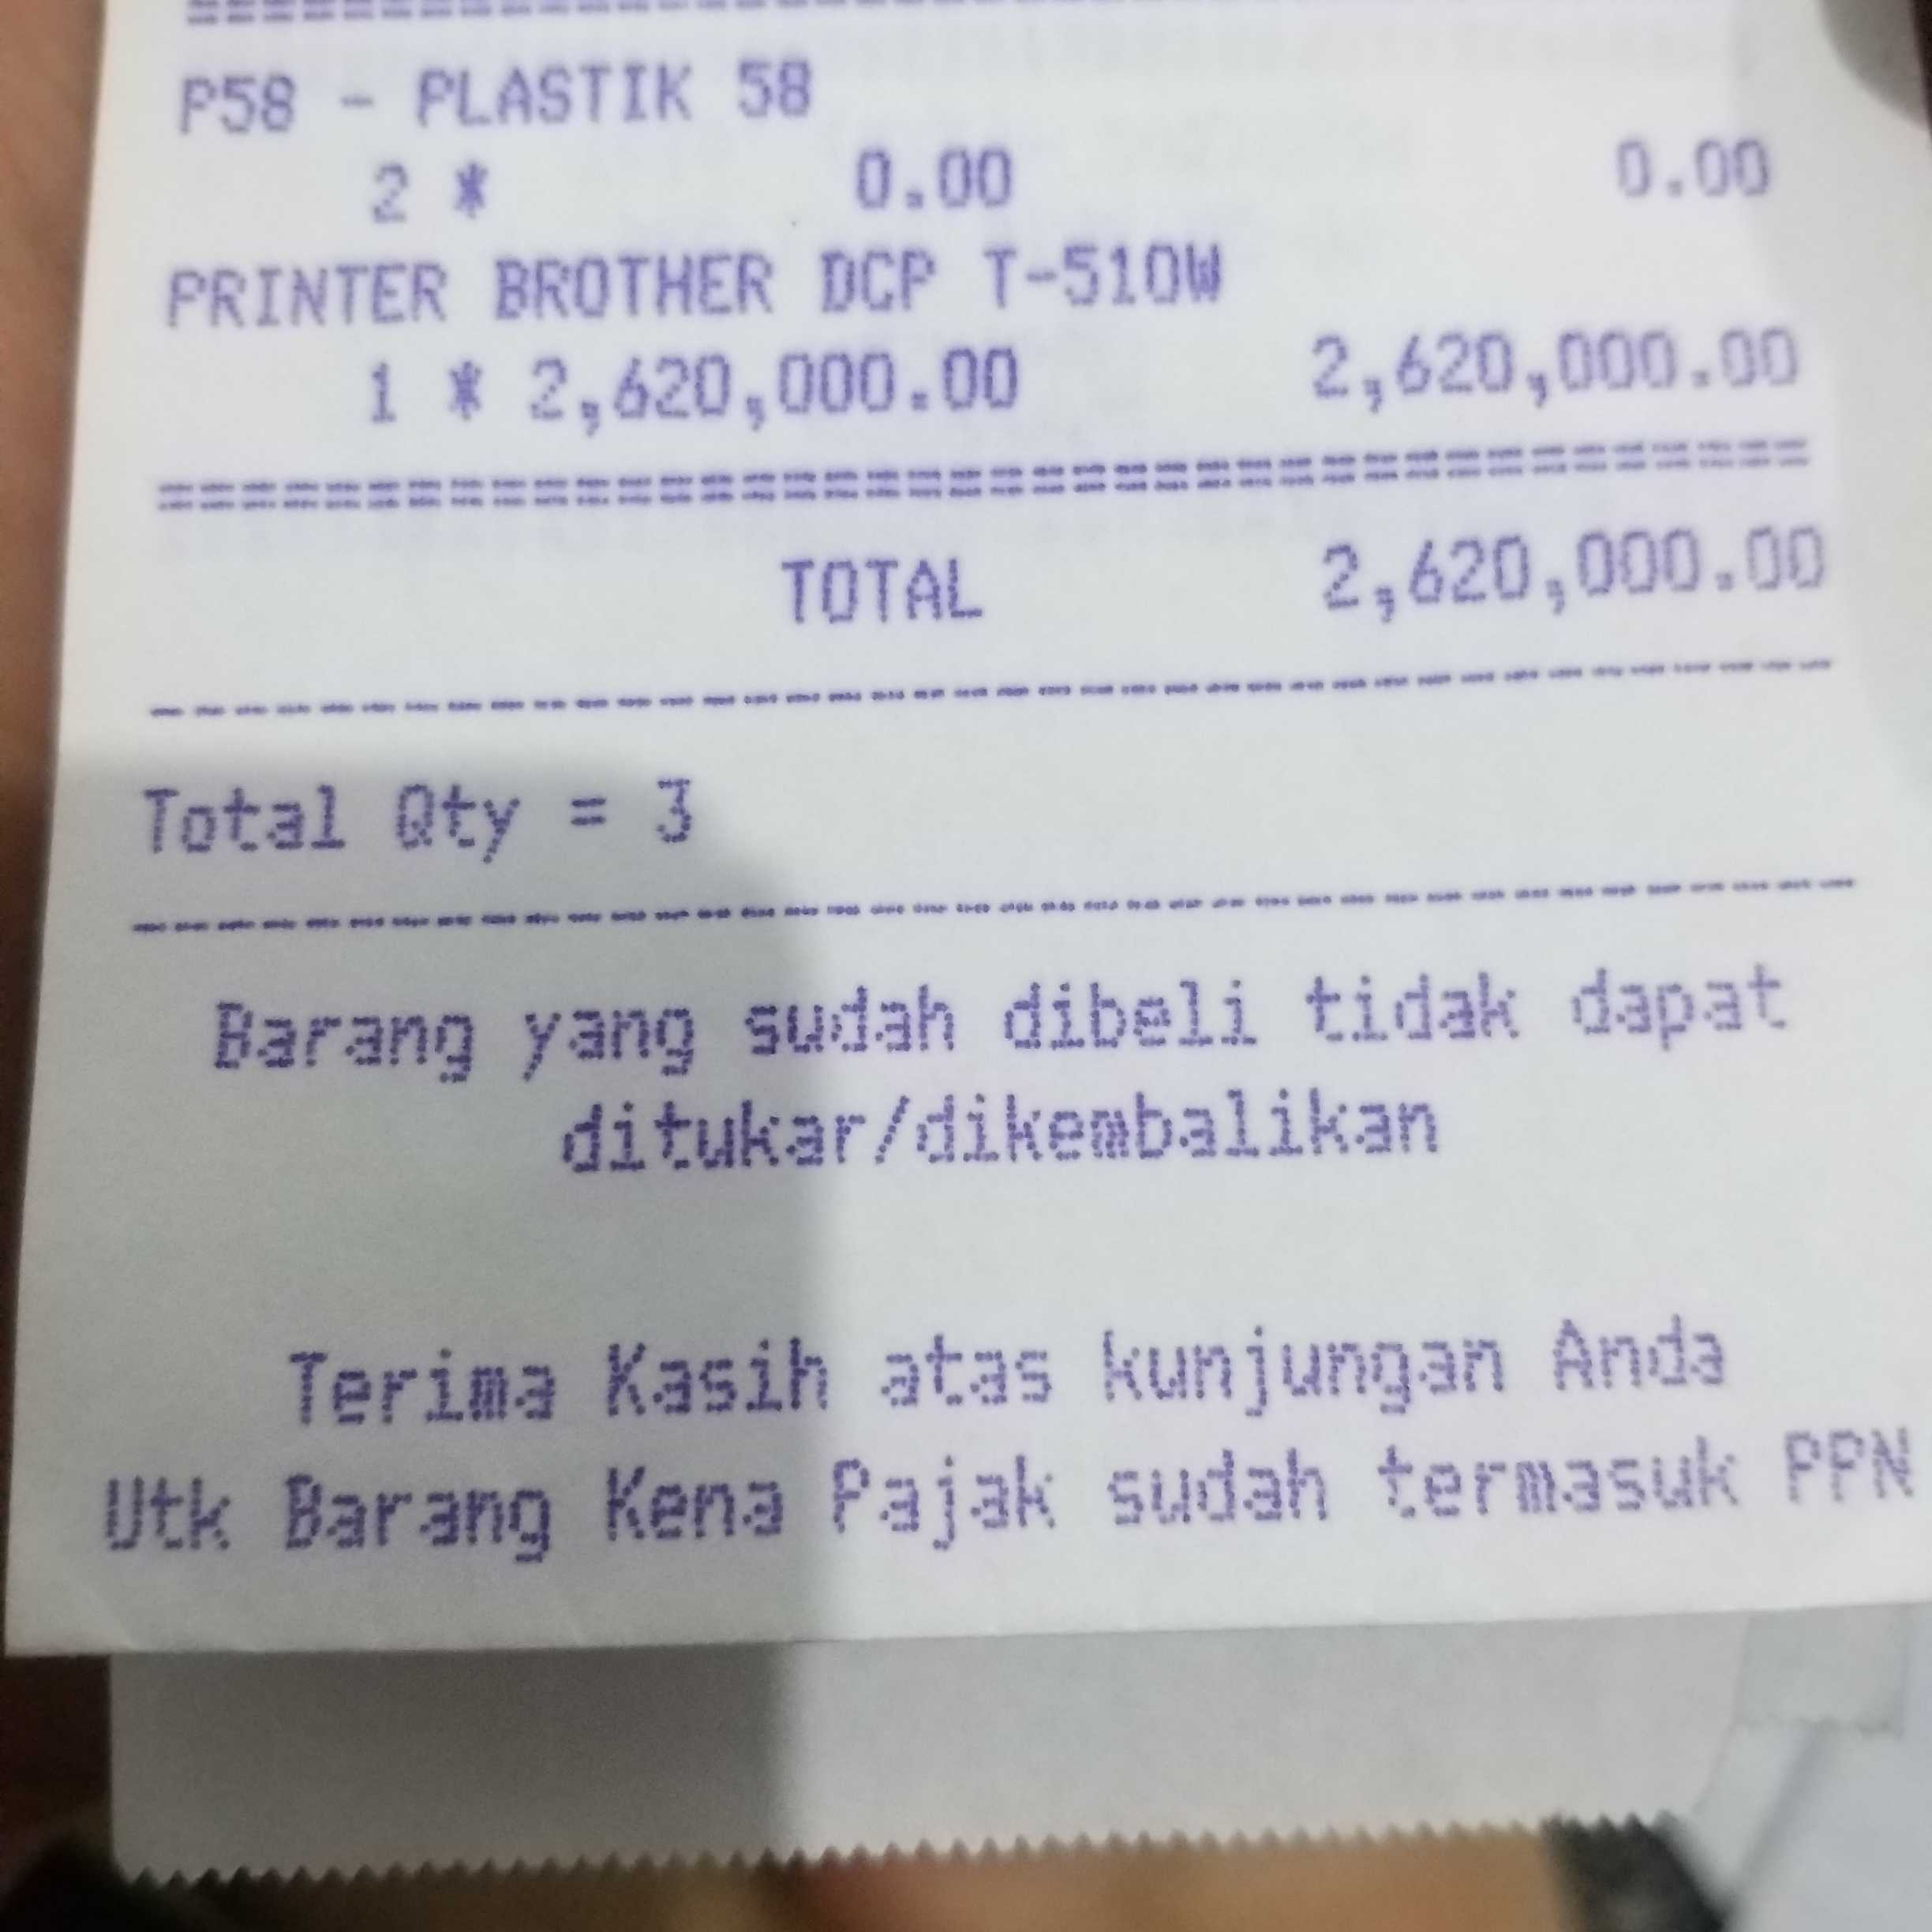 P58 - PLASTIK 58
2 * 0.00 0.00
PRINTER BROTHER DCP T-510W
1 * 2,620,000.00 2,620,000.00
TOTAL 2,620,000.00
Total Qty = 3
Barang yang sudah dibeli tidak dapat
ditukar/dikembalikan
Terima Kasih atas kunjungan Anda
Utk Barang Kena Pajak sudah termasuk PPN